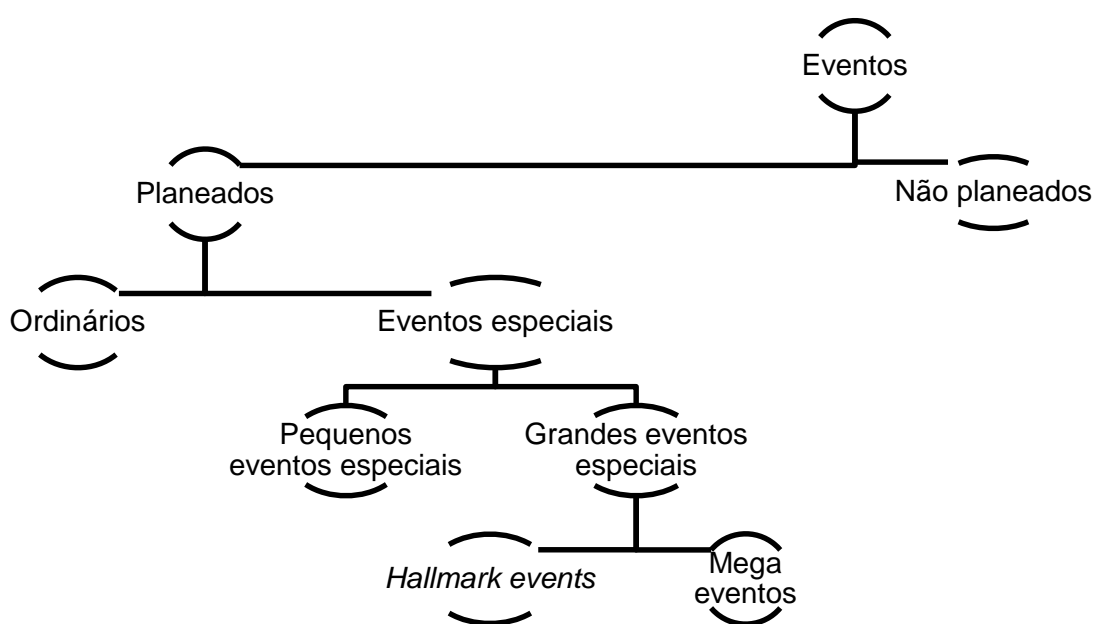 Eventos
Planeados
Não planeados
Ordinários
Eventos especiais
Pequenos
eventos especiais
Grandes eventos
especiais
Hallmark events
Mega
eventos